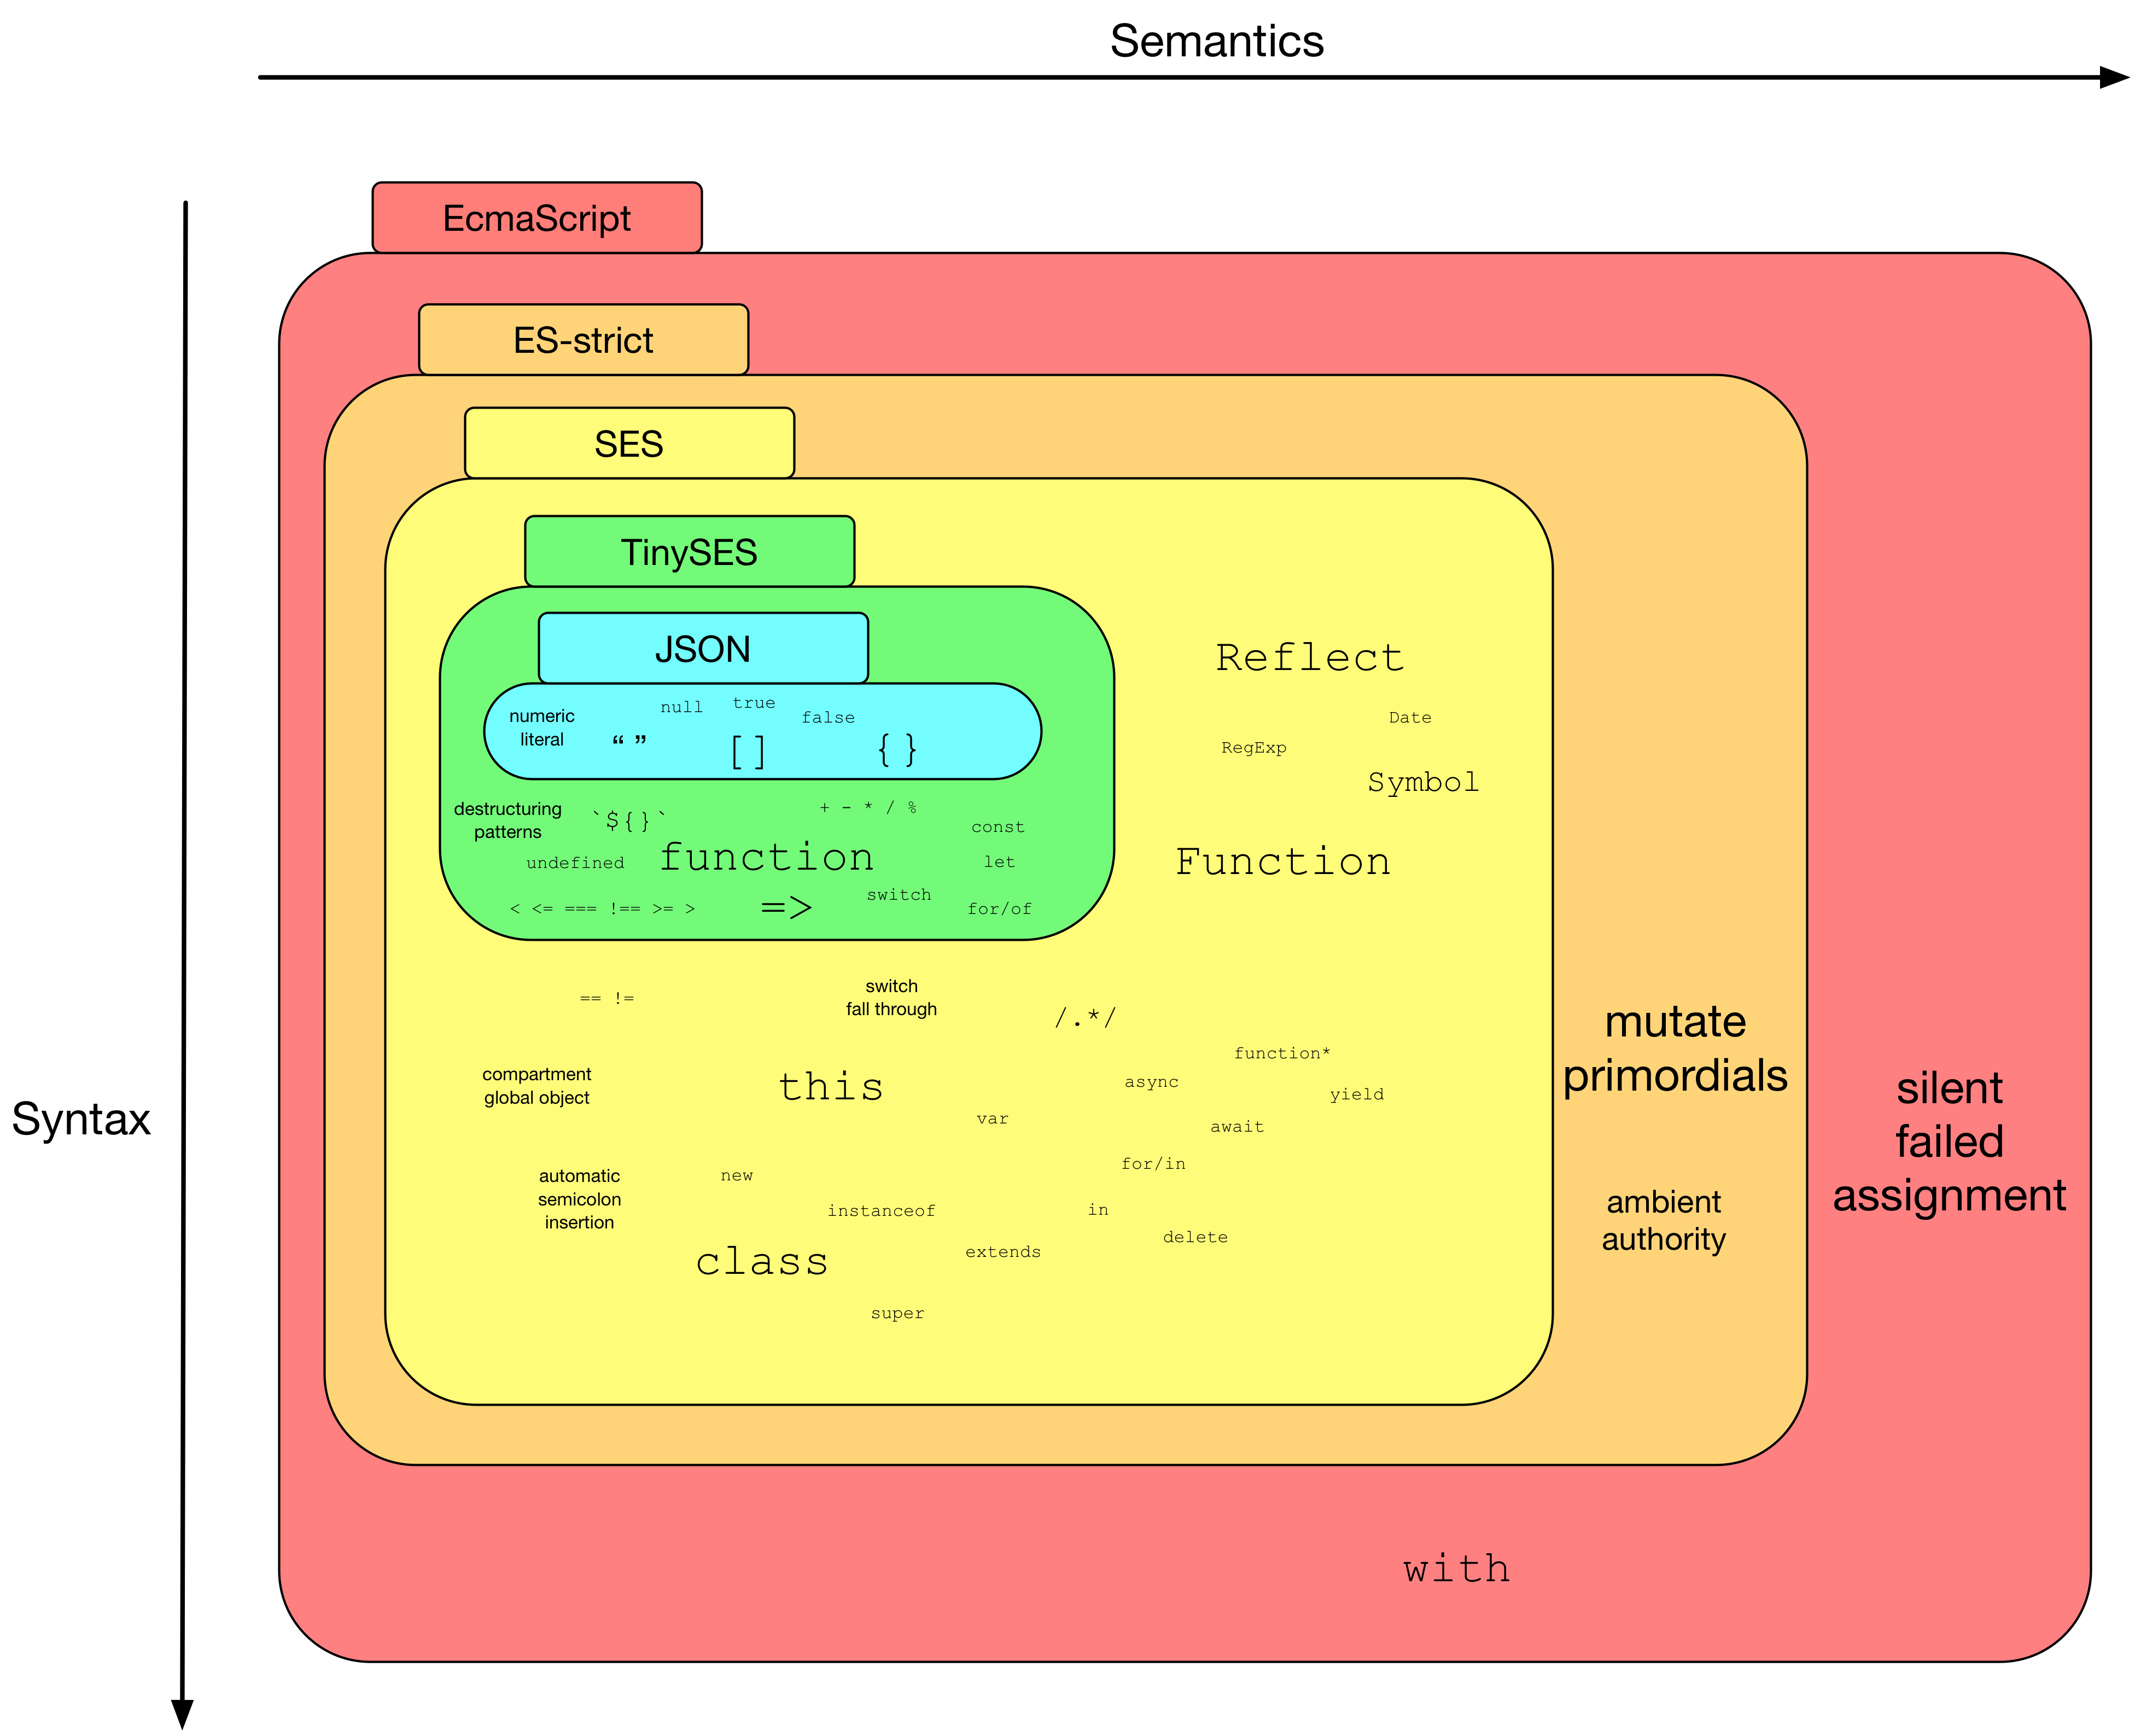 Semantics
Syntax
EcmaScript
ES-strict
SES
TinySES
JSON
numeric
literal
null
true
false
“ ”
[ ]
{ }
destructuring
patterns
`${}`
+ - * / %
const
undefined
function
let
switch
< <= === !== >= >
=>
for/of
Reflect
Date
RegExp
Symbol
Function
== !=
switch
fall through
/.*/
compartment
global object
this
var
function*
async
yield
await
for/in
automatic
semicolon
insertion
new
instanceof
in
delete
class
extends
super
mutate
primordials
ambient
authority
silent
failed
assignment
with